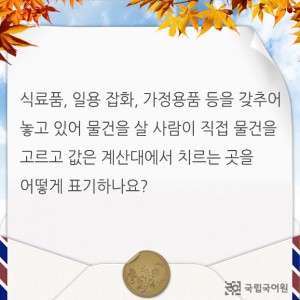 식료품, 일용 잡화, 가정용품 등을 갖추어
놓고 있어 물건을 살 사람이 직접 물건을
고르고 값은 계산대에서 치르는 곳을
어떻게 표기하나요?
국립국어원